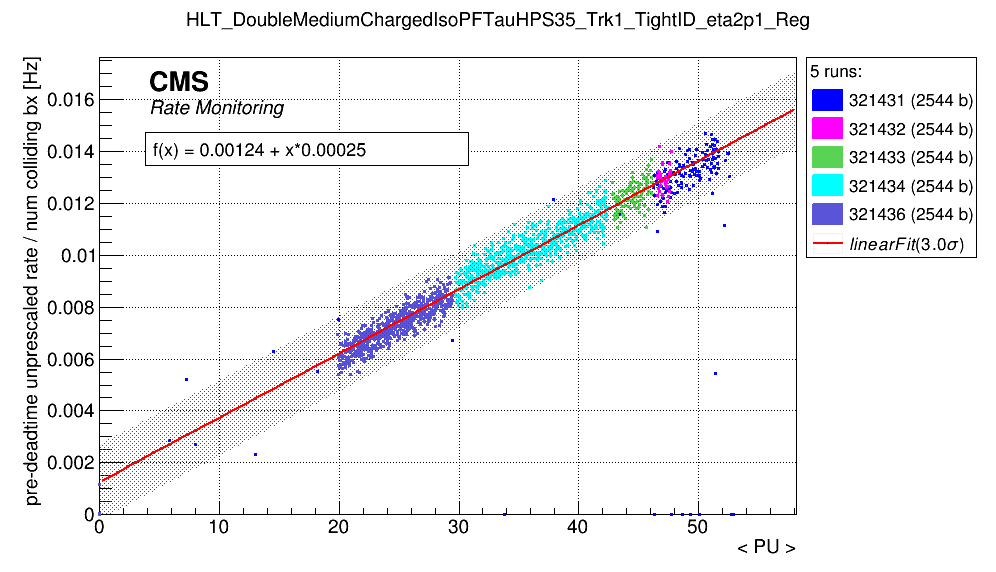 HLT_DoubleMediumChargedIsoPFTauHPS35_Trk1_TightID_eta2p1_Reg
pre-deadtime unprescaled rate / num colliding bx [Hz]
CMS
Rate Monitoring
f(x) = 0.00124 + x*0.00025
0.016
0.014
0.012
0.01
0.008
0.006
0.004
0.002
0
0 10 20 30 40 50
< PU >
5 runs:
321431 (2544 b)
321432 (2544 b)
321433 (2544 b)
321434 (2544 b)
321436 (2544 b)
linearFit(3.0σ)